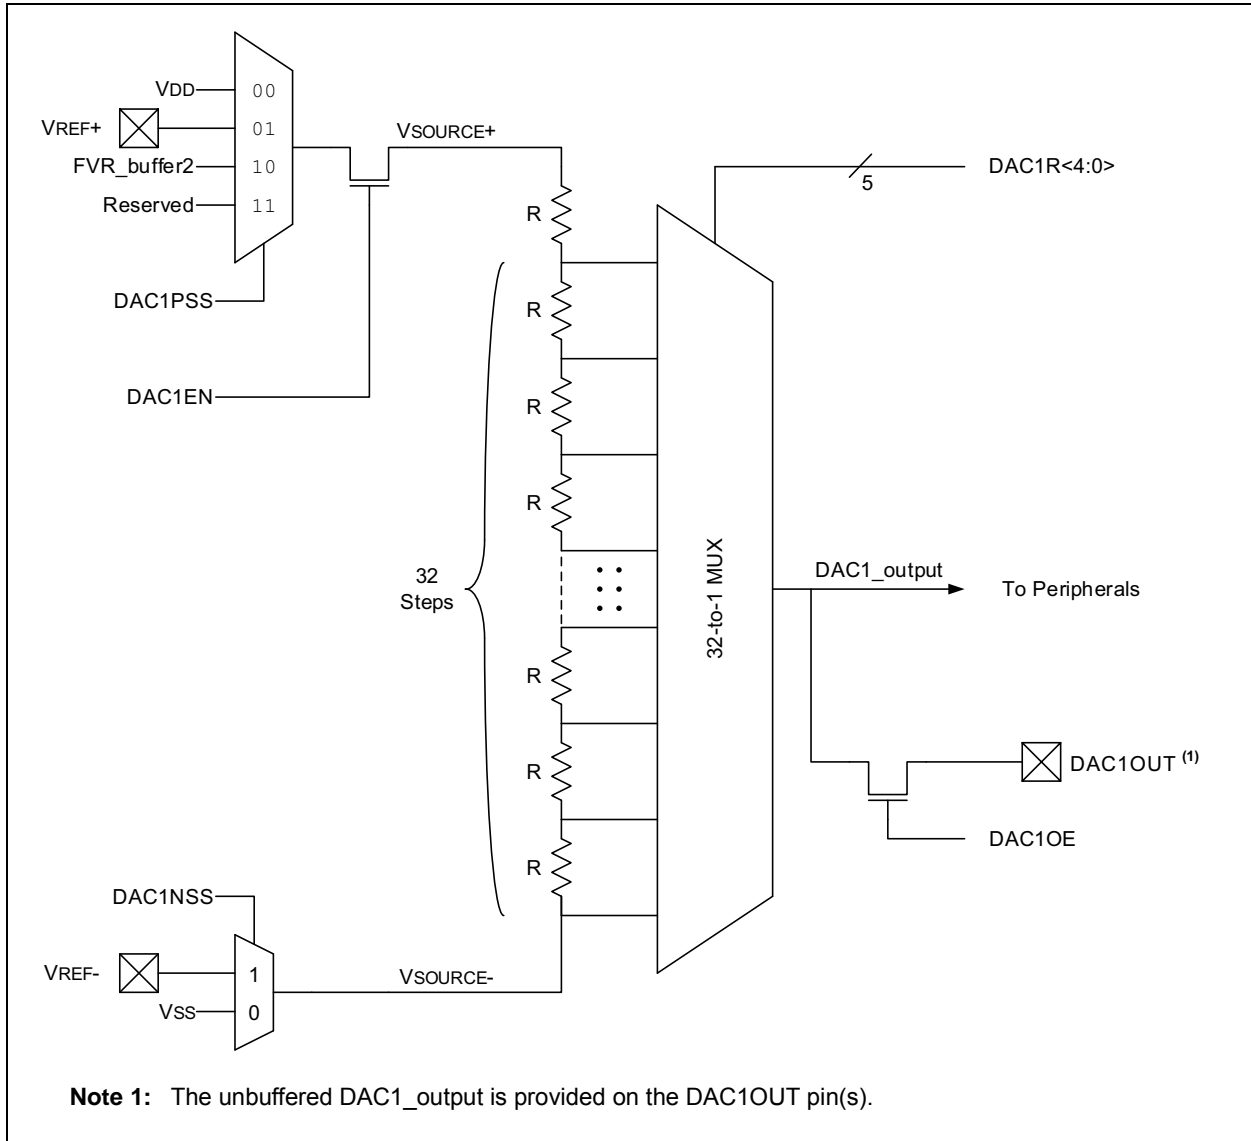 VDD
00
VREF+
01
VSOURCE+
FVR_buffer2
10
DAC1R<4:0>
5
Reserved
11
R
DAC1PSS
R
DAC1EN
R
R
32
Steps
32-to-1 MUX
DAC1_output
To Peripherals
R
R
DAC1OUT (1)
DAC1OE
R
DAC1NSS
VREF-
1
VSOURCE-
VSS
0
Note 1: The unbuffered DAC1_output is provided on the DAC1OUT pin(s).